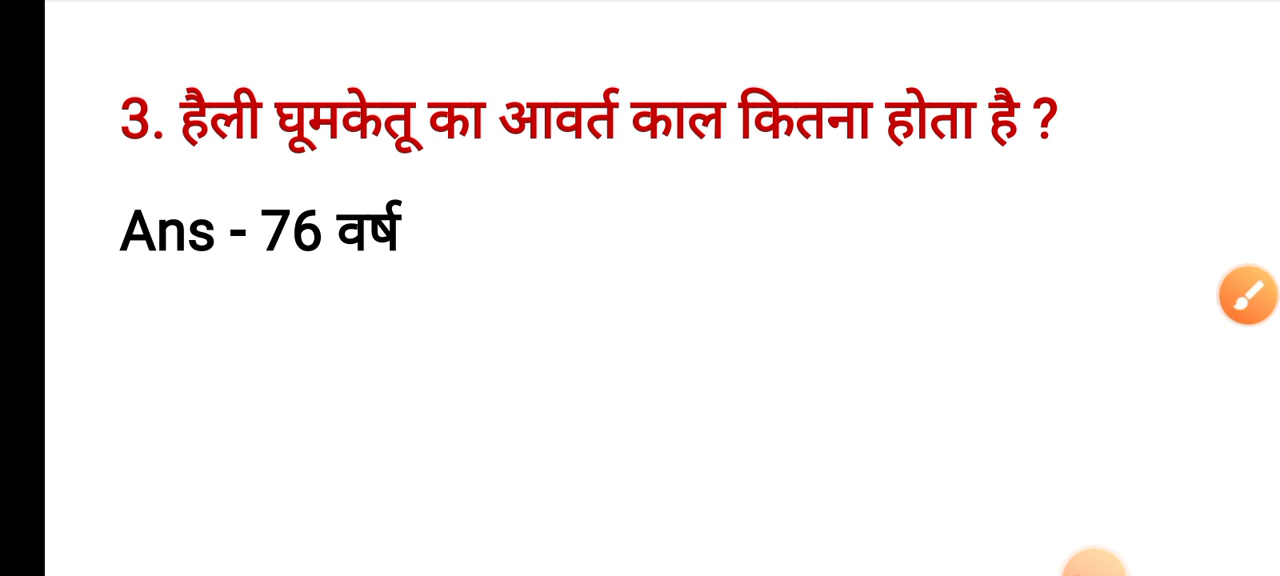 3. हैली घूमकेतू का आवर्त काल कितना होता है ?
Ans - 76 वर्ष